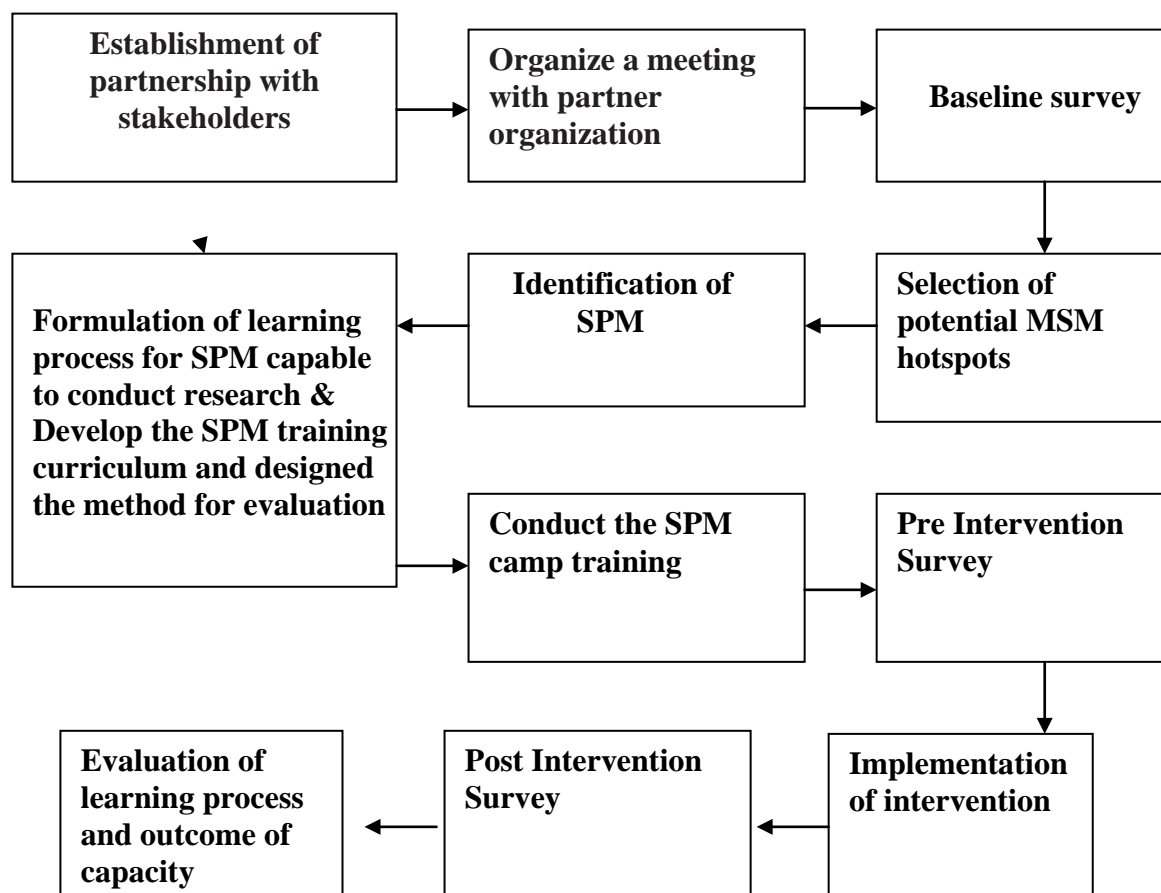 Establishment of
partnership with
stakeholders
Organize a meeting
with partner
organization
Baseline survey
Selection of
potential MSM
hotspots
Identification of
SPM
Formulation of learning
process for SPM capable
to conduct research &
Develop the SPM training
curriculum and designed
the method for evaluation
Conduct the SPM
camp training
Pre Intervention
Survey
Implementation
of intervention
Post Intervention
Survey
Evaluation of
learning process
and outcome of
capacity